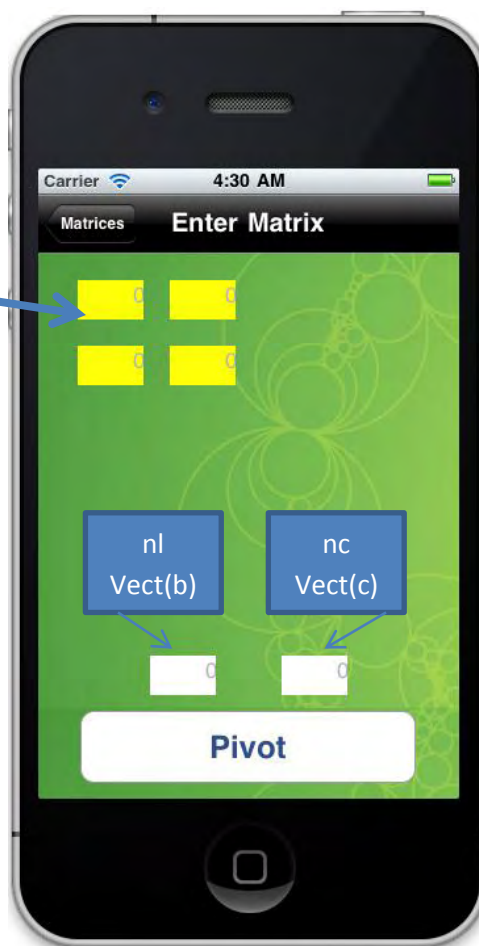 Carrier 4:30 AM
Matrices Enter Matrix
0 0
0 0
nl nc
Vect(b) Vect(c)
0 0
Pivot